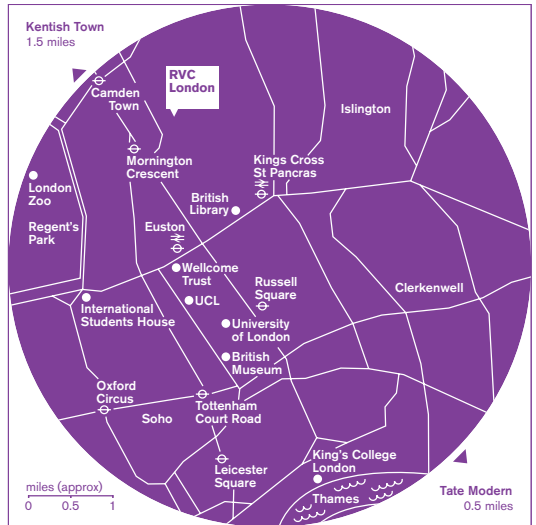 Kentish Town
1.5 miles
RVC
London
Camden
Town
Islington
Mornington
Crescent
Kings Cross
St Pancras
London
Zoo
British
Library
Regent's
Park
Euston
Wellcome
Trust
Russell
Square
Clerkenwell
UCL
International
Students House
University
of London
British
Museum
Oxford
Circus
Soho
Tottenham
Court Road
King's College
London
Leicester
Square
Thames
miles (approx)
0 0.5 1
Tate Modern
0.5 miles